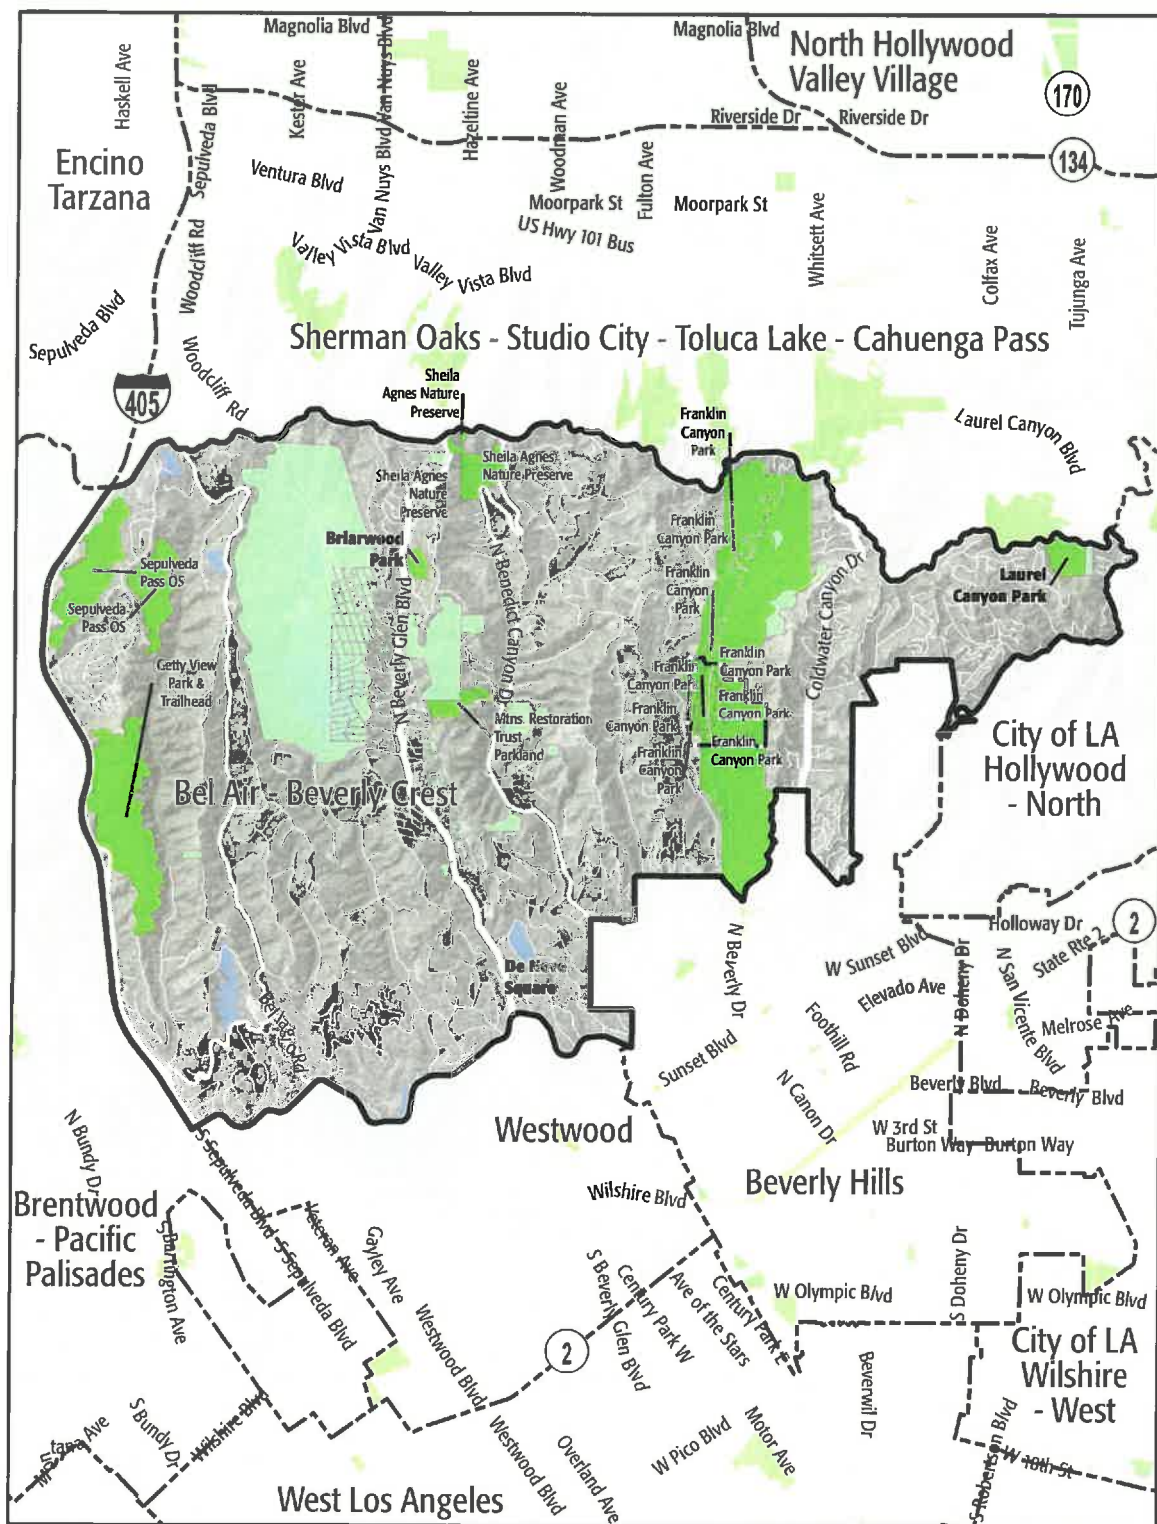 Magnolia Blvd
Magnolia Blvd
North Hollywood
Valley Village
170
Haskell Ave
Sepulveda Blvd
Kester Ave
Van Nuys Blvd
Van Nuys Blvd
Hazeltine Ave
Woodman Ave
Riverside Dr
Riverside Dr
134
Encino
Tarzana
Ventura Blvd
Fulton Ave
Moorpark St
Moorpark St
US Hwy 101 Bus
Whitsett Ave
Colfax Ave
Tujunga Ave
Woodcliff Rd
Valley
Vista Blvd
Valley
Vista Blvd
Sepulveda Blvd
Sherman Oaks - Studio City - Toluca Lake - Cahuenga Pass
Woodcliff Rd
405
Sheila
Agnes Nature
Preserve
Franklin
Canyon
Park
Laurel Canyon Blvd
Sheila Agnes
Nature Preserve
Sheila Agnes
Nature
Preserve
Franklin
Canyon Park
Briarwood
Park
N Benedict Canyon Dr
Sepulveda
Pass OS
Sepulveda
Pass OS
Franklin
Canyon
Park
Coldwater Canyon Dr
Laurel
Canyon Park
N Beverly Glen Blvd
Getty View
Park &
Trailhead
Franklin
Canyon Park
Franklin
Canyon Par
Franklin
Canyon Park
Franklin
Canyon Park
Mtns. Restoration
Trust
Parkland
Franklin
Canyon Park
Franklin
Canyon
Park
City of LA
Hollywood
- North
Bel Air - Beverly Crest
De Neve
Square
Bellagio Rd
N Beverly Dr
W Sunset Blvd
Holloway Dr
State Rte 2
2
Elevado Ave
N Doheny Dr
N San Vicente Blvd
Melrose Ave
Foothill Rd
Sunset Blvd
N Canon Dr
Beverly Blvd
Beverly Blvd
W 3rd St
Burton Way
Burton Way
Westwood
N Bundy Dr
S Sepulveda Blvd
Beverly Hills
Wilshire Blvd
Brentwood
- Pacific
Palisades
S Barrington Ave
S Sepulveda Blvd
Veteran Ave
Gayley Ave
S Beverly Glen Blvd
Century Park W
Ave of the Stars
Century Park E
W Olympic Blvd
S Doheny Dr
W Olympic Blvd
2
Westwood Blvd
City of LA
Wilshire
- West
Beverwil Dr
Montana Ave
S Bundy Dr
Wilshire Blvd
Westwood Blvd
Overland Ave
W Pico Blvd
Motor Ave
S Robertson Blvd
W 18th St
West Los Angeles